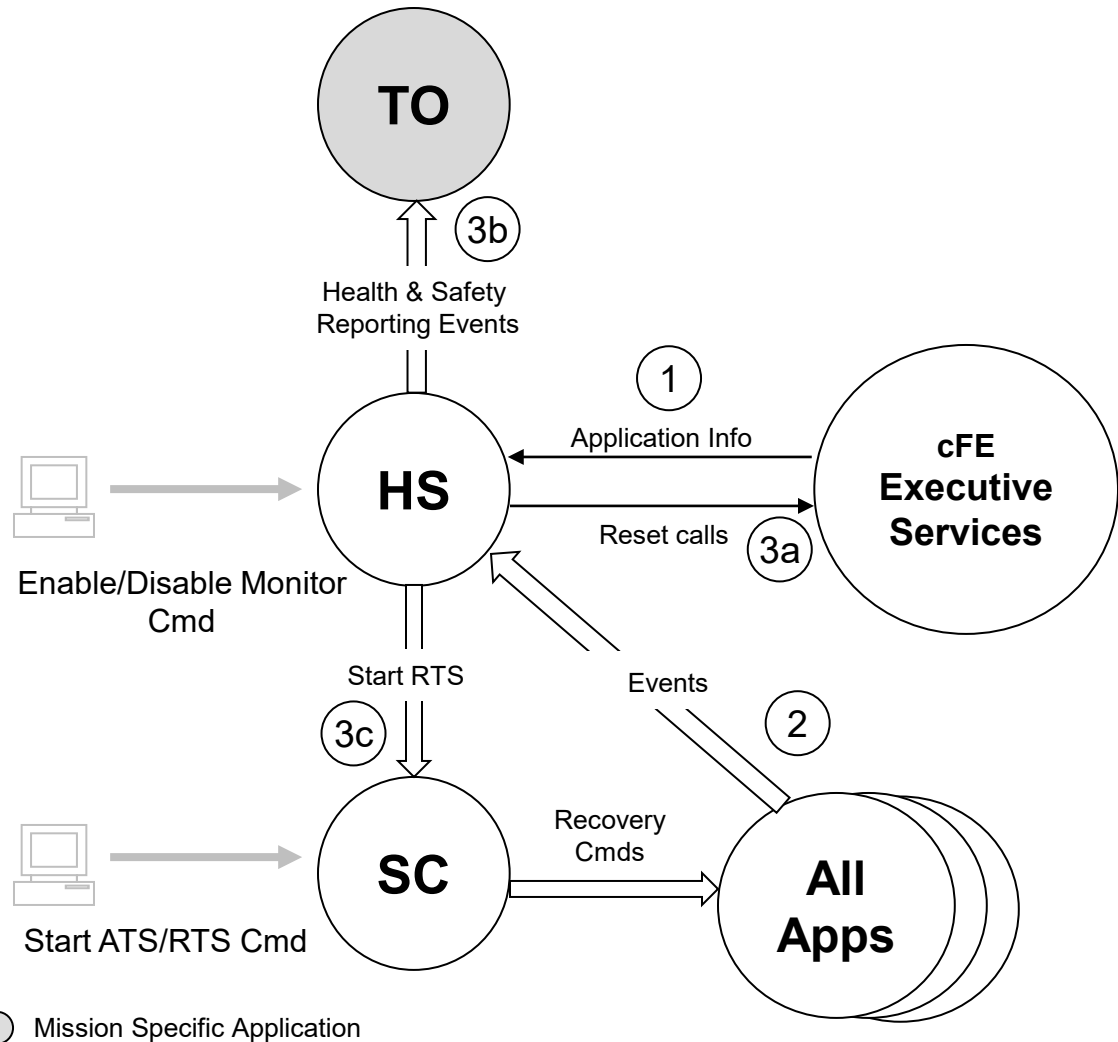 TO
3b
Health & Safety
Reporting Events
1
Application Info
cFE
Executive
Services
HS
Reset calls
3a
Enable/Disable Monitor
Cmd
Start RTS
Events
3c
2
Recovery
Cmds
SC
All
Apps
Start ATS/RTS Cmd
Mission Specific Application